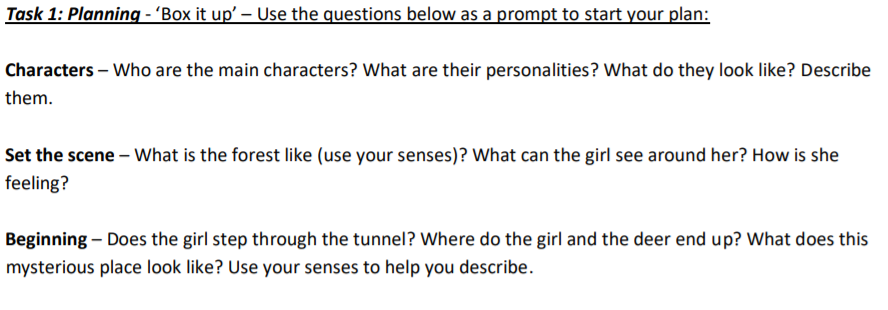 Task 1: Planning - ‘Box it up’ – Use the questions below as a prompt to start your plan:
Characters – Who are the main characters? What are their personalities? What do they look like? Describe
them.
Set the scene – What is the forest like (use your senses)? What can the girl see around her? How is she
feeling?
Beginning – Does the girl step through the tunnel? Where do the girl and the deer end up? What does this
mysterious place look like? Use your senses to help you describe.